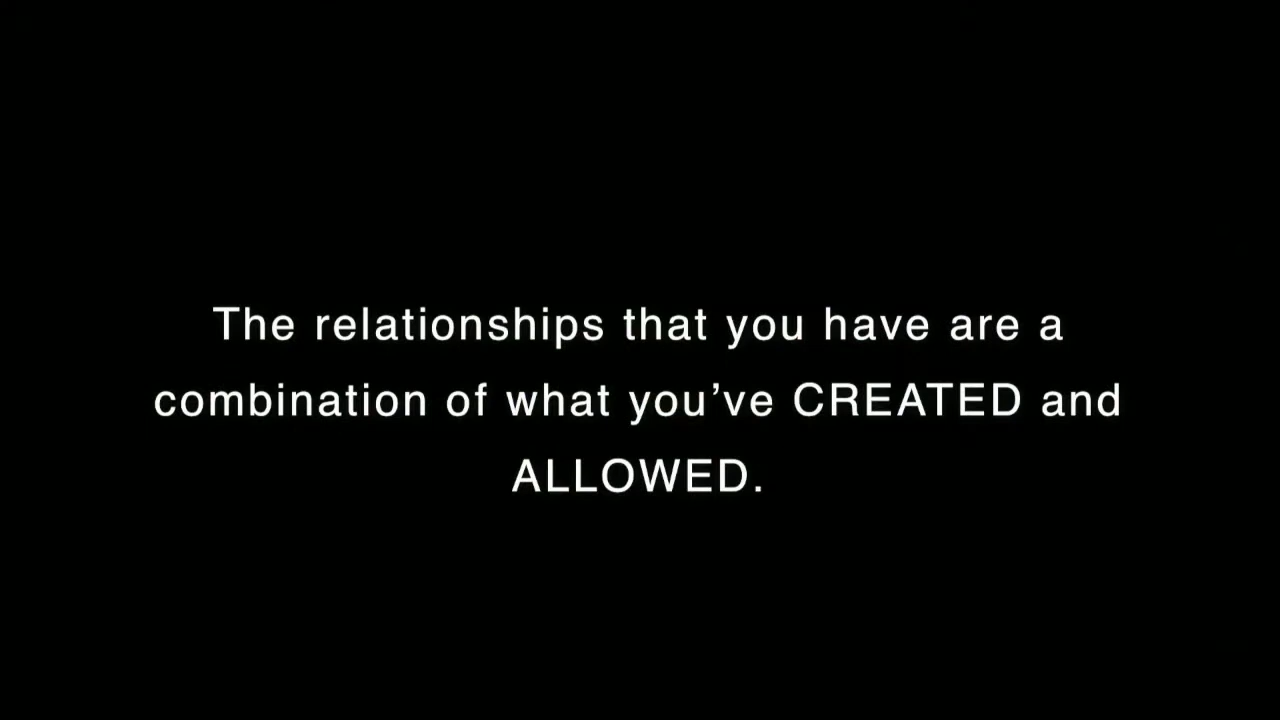 The relationships that you have are a
combination of what you’ve CREATED and
ALLOWED.